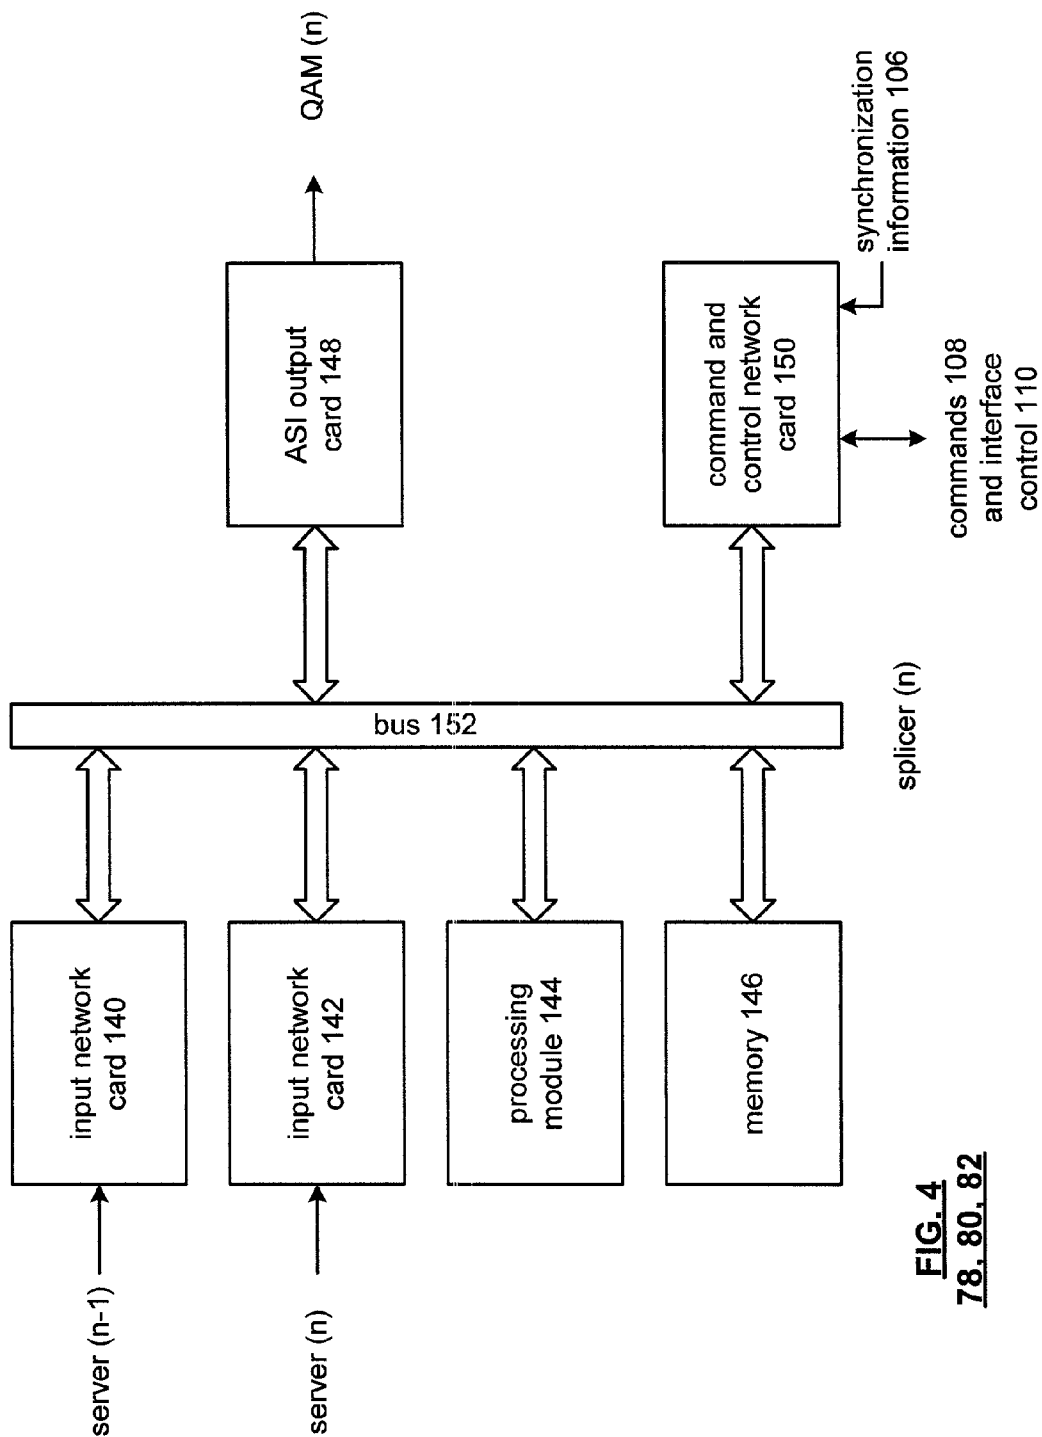 server (n-1)
input network
card 140
server (n)
input network
card 142
processing
module 144
memory 146
bus 152
ASI output
card 148
QAM (n)
command and
control network
card 150
synchronization
information 106
commands 108
and interface
control 110
splicer (n)
FIG. 4
78, 80, 82